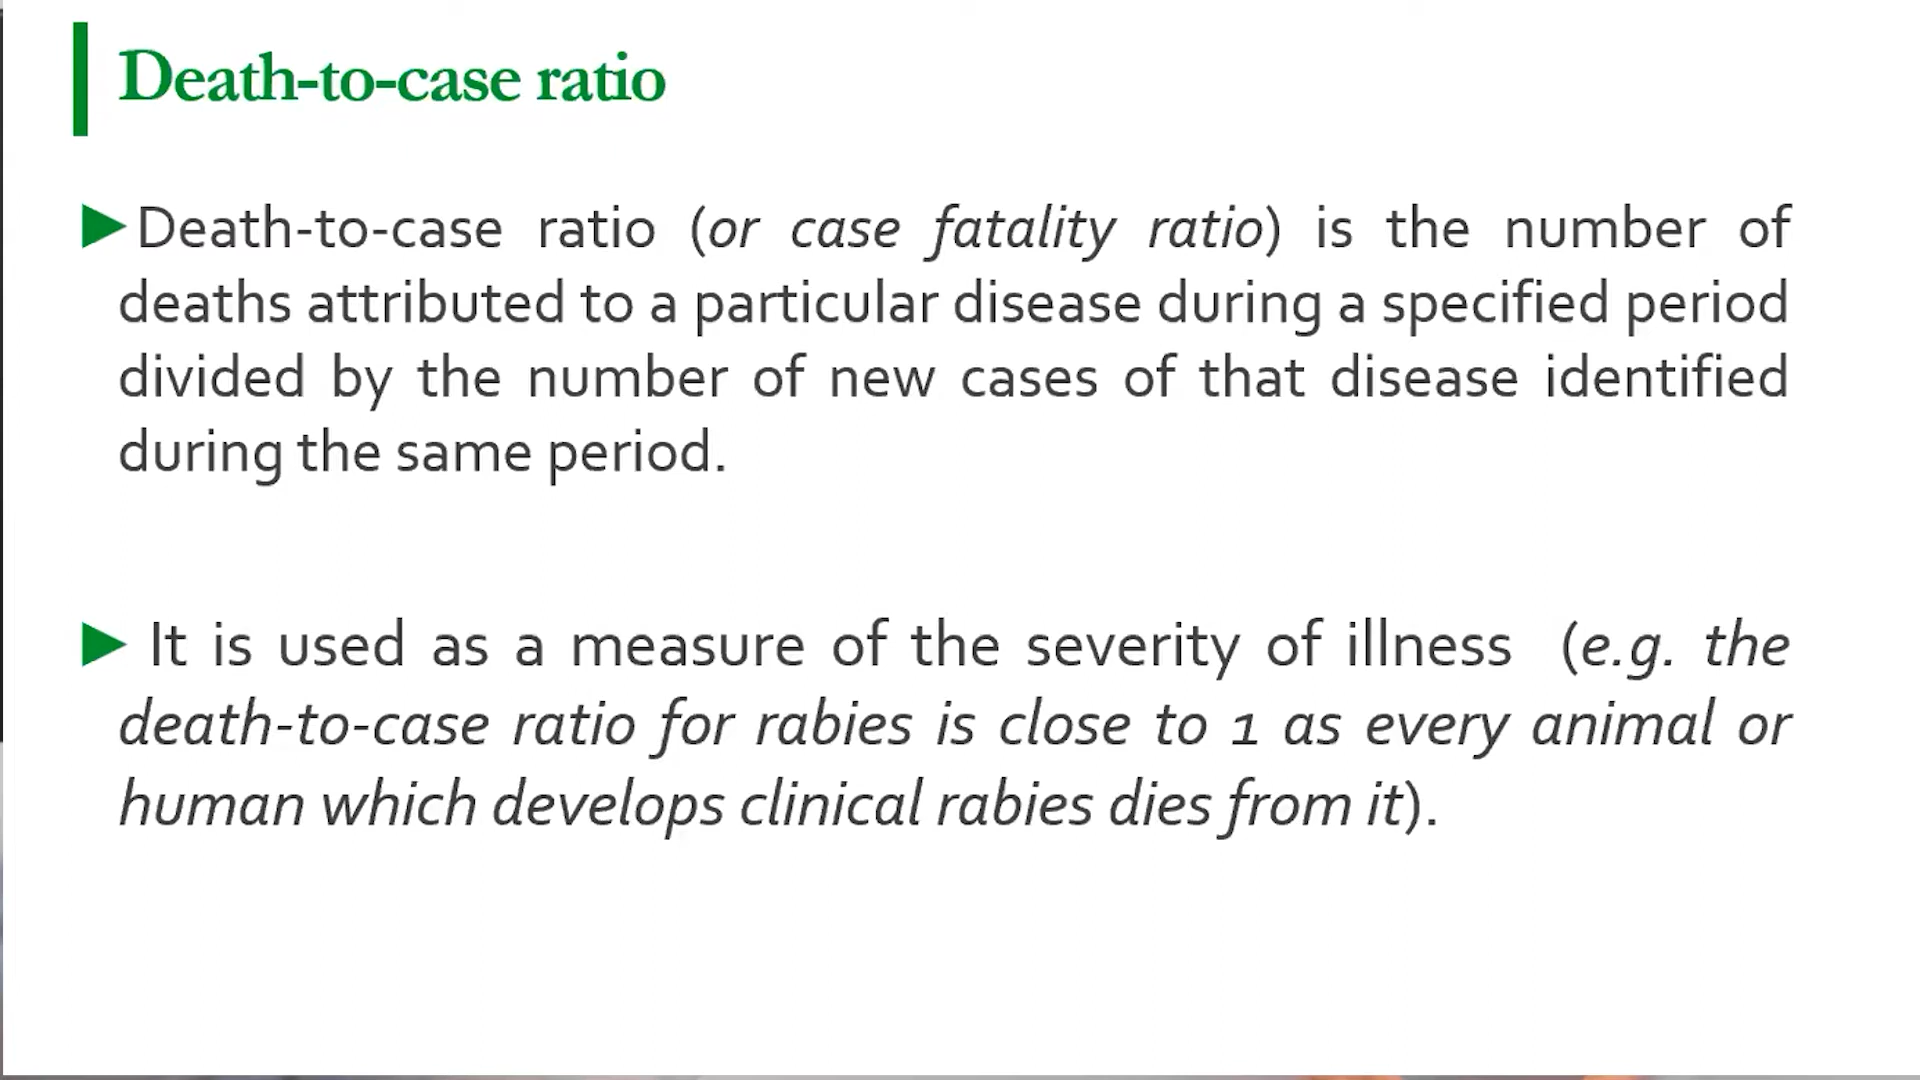 Death-to-case ratio
Death-to-case ratio (or case fatality ratio) is the number of
deaths attributed to a particular disease during a specified period
divided by the number of new cases of that disease identified
during the same period.
It is used as a measure of the severity of illness (e.g. the
death-to-case ratio for rabies is close to 1 as every animal or
human which develops clinical rabies dies from it).